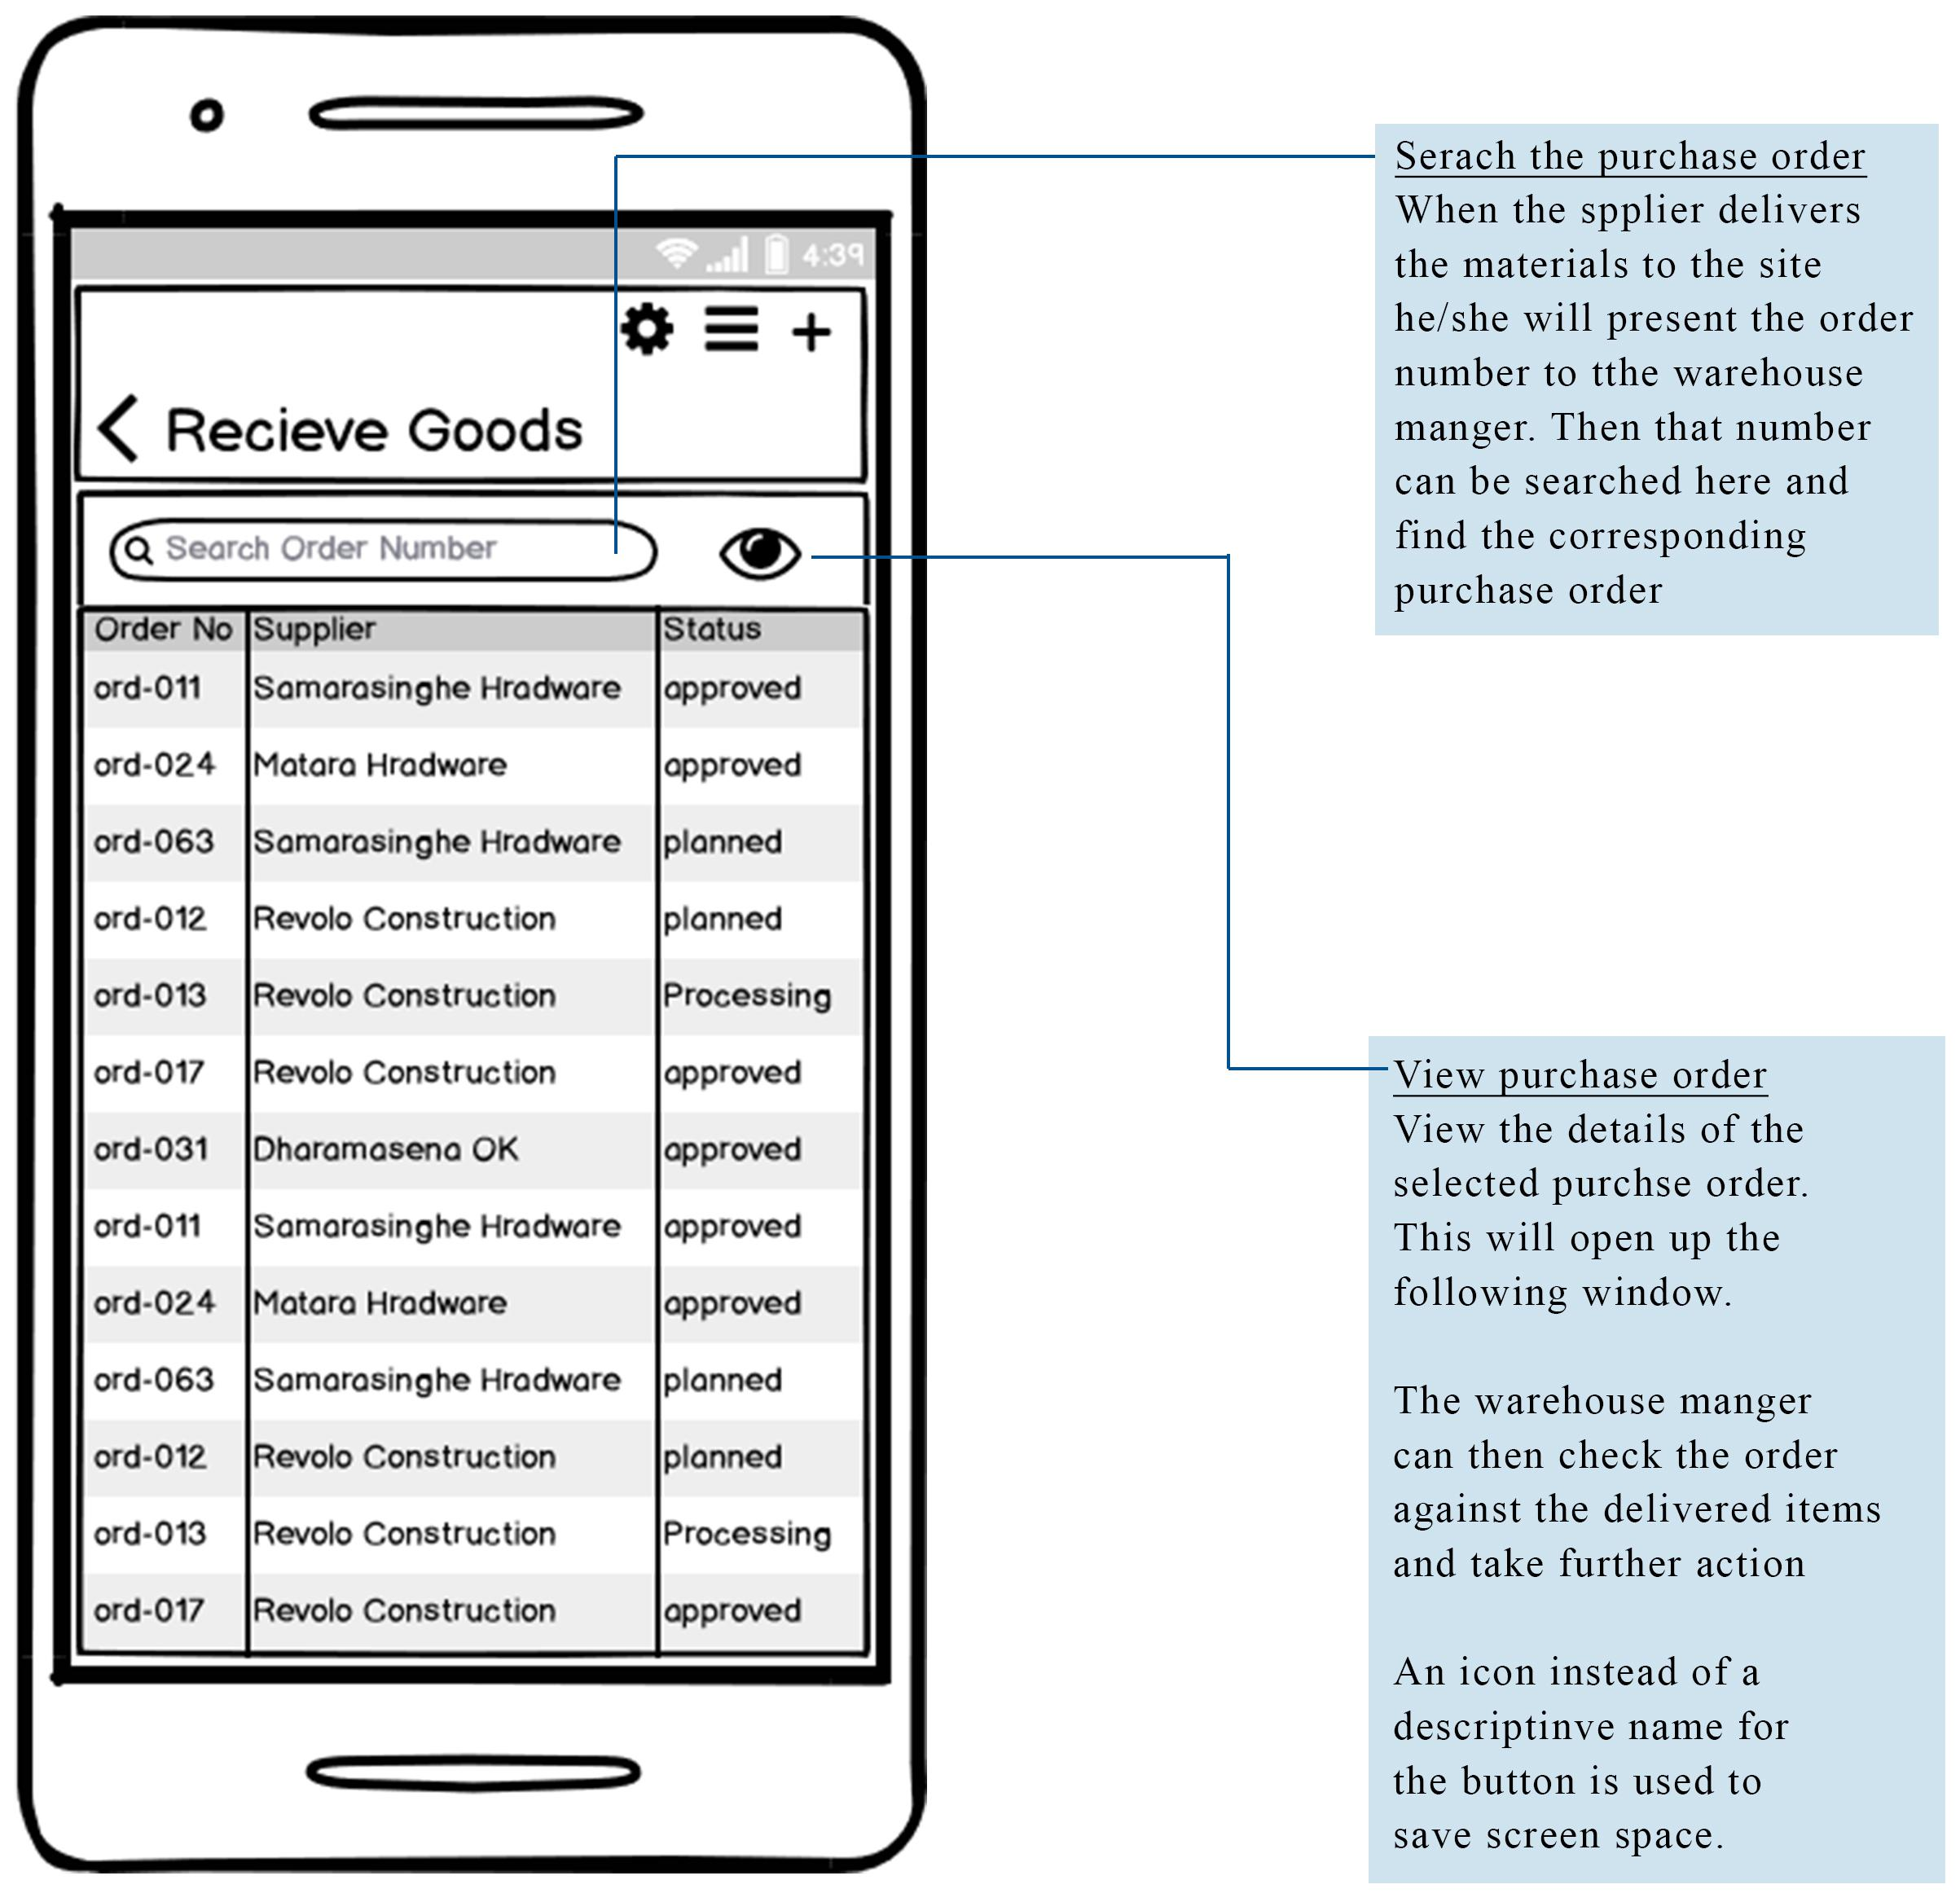 4:39
Recieve Goods
Search Order Number
Order No Supplier Status
ord-011 Samarasinghe Hradware approved
ord-024 Matara Hradware approved
ord-063 Samarasinghe Hradware planned
ord-012 Revolo Construction planned
ord-013 Revolo Construction Processing
ord-017 Revolo Construction approved
ord-031 Dharamasena OK approved
ord-011 Samarasinghe Hradware approved
ord-024 Matara Hradware approved
ord-063 Samarasinghe Hradware planned
ord-012 Revolo Construction planned
ord-013 Revolo Construction Processing
ord-017 Revolo Construction approved
Serach the purchase order
When the spplier delivers
the materials to the site
he/she will present the order
number to tthe warehouse
manger. Then that number
can be searched here and
find the corresponding
purchase order
View purchase order
View the details of the
selected purchse order.
This will open up the
following window.
The warehouse manger
can then check the order
against the delivered items
and take further action
An icon instead of a
descriptinve name for
the button is used to
save screen space.